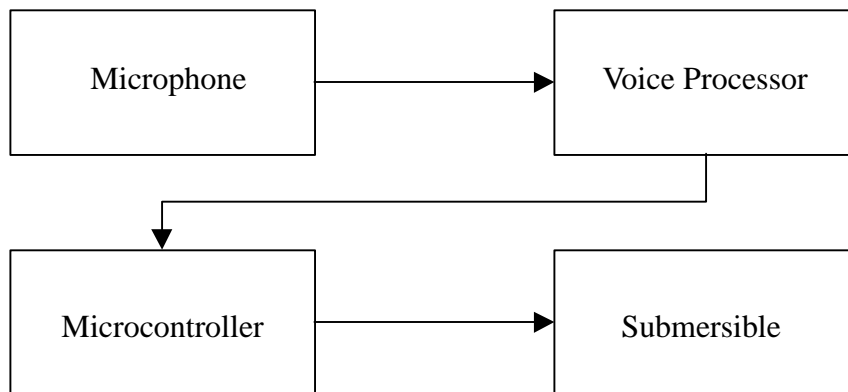 Microphone
Voice Processor
Microcontroller
Submersible